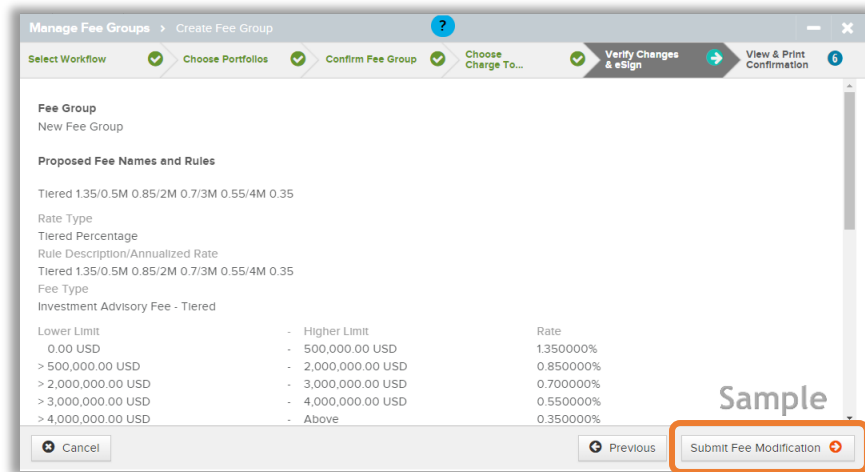 Manage Fee Groups > Create Fee Group ?
Select Workflow
Choose Portfolios
Confirm Fee Group
Choose
Charge To...
Verify Changes
& eSign
View & Print
Confirmation
6
Fee Group
New Fee Group
Proposed Fee Names and Rules
Tiered 1.35/0.5M 0.85/2M 0.7/3M 0.55/4M 0.35
Rate Type
Tiered Percentage
Rule Description/Annualized Rate
Tiered 1.35/0.5M 0.85/2M 0.7/3M 0.55/4M 0.35
Fee Type
Investment Advisory Fee - Tiered
Lower Limit - Higher Limit Rate
0.00 USD - 500,000.00 USD 1.350000%
> 500,000.00 USD - 2,000,000.00 USD 0.850000%
> 2,000,000.00 USD - 3,000,000.00 USD 0.700000%
> 3,000,000.00 USD - 4,000,000.00 USD 0.550000%
> 4,000,000.00 USD - Above 0.350000%
Sample
Cancel
Previous
Submit Fee Modification